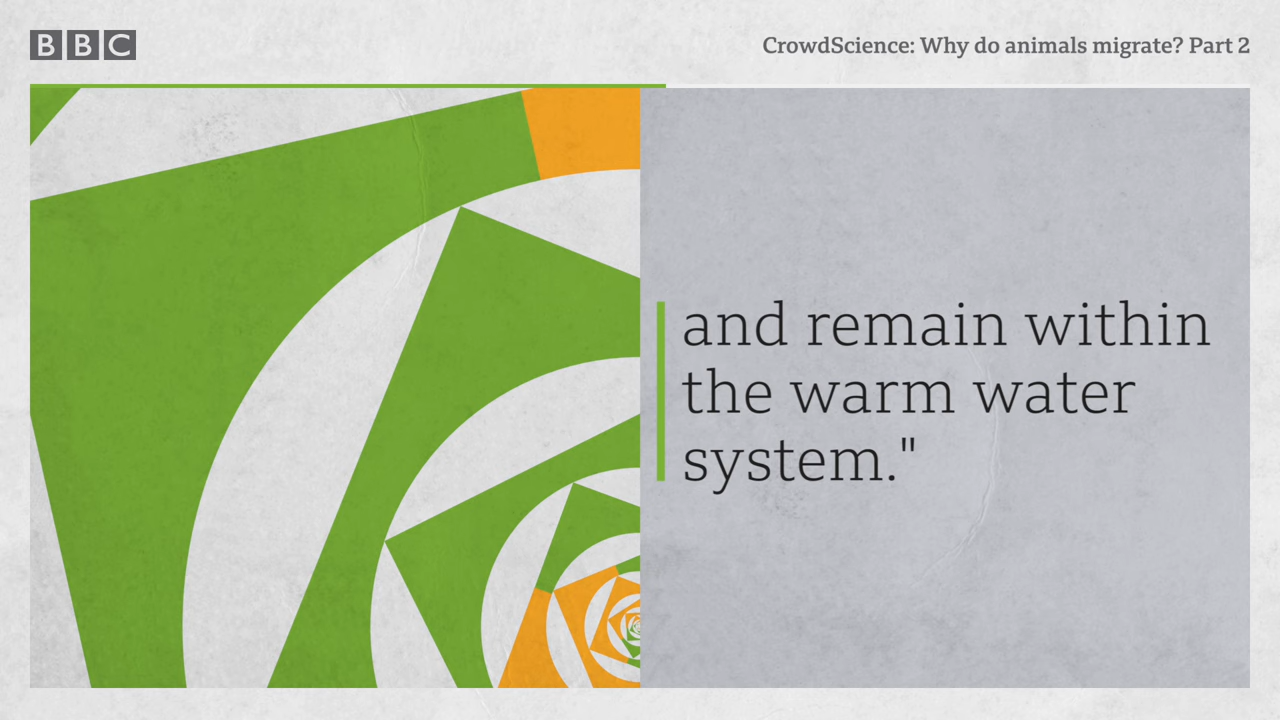 BBC
CrowdScience: Why do animals migrate? Part 2
and remain within
the warm water
system."